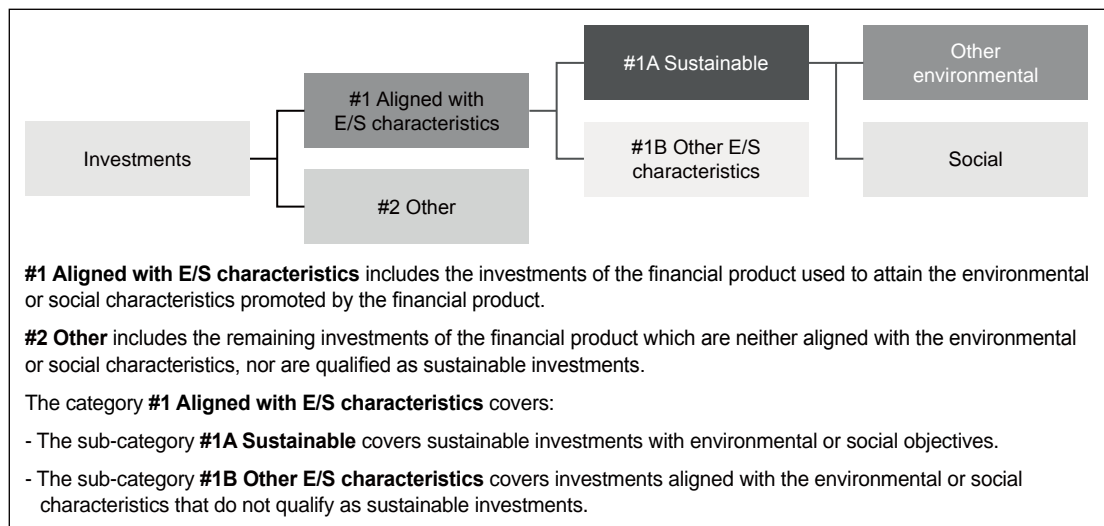 Investments
#1 Aligned with
E/S characteristics
#2 Other
#1A Sustainable
#1B Other E/S
characteristics
Other
environmental
Social
#1 Aligned with E/S characteristics includes the investments of the financial product used to attain the environmental
or social characteristics promoted by the financial product.
#2 Other includes the remaining investments of the financial product which are neither aligned with the environmental
or social characteristics, nor are qualified as sustainable investments.
The category #1 Aligned with E/S characteristics covers:
- The sub-category #1A Sustainable covers sustainable investments with environmental or social objectives.
- The sub-category #1B Other E/S characteristics covers investments aligned with the environmental or social
characteristics that do not qualify as sustainable investments.